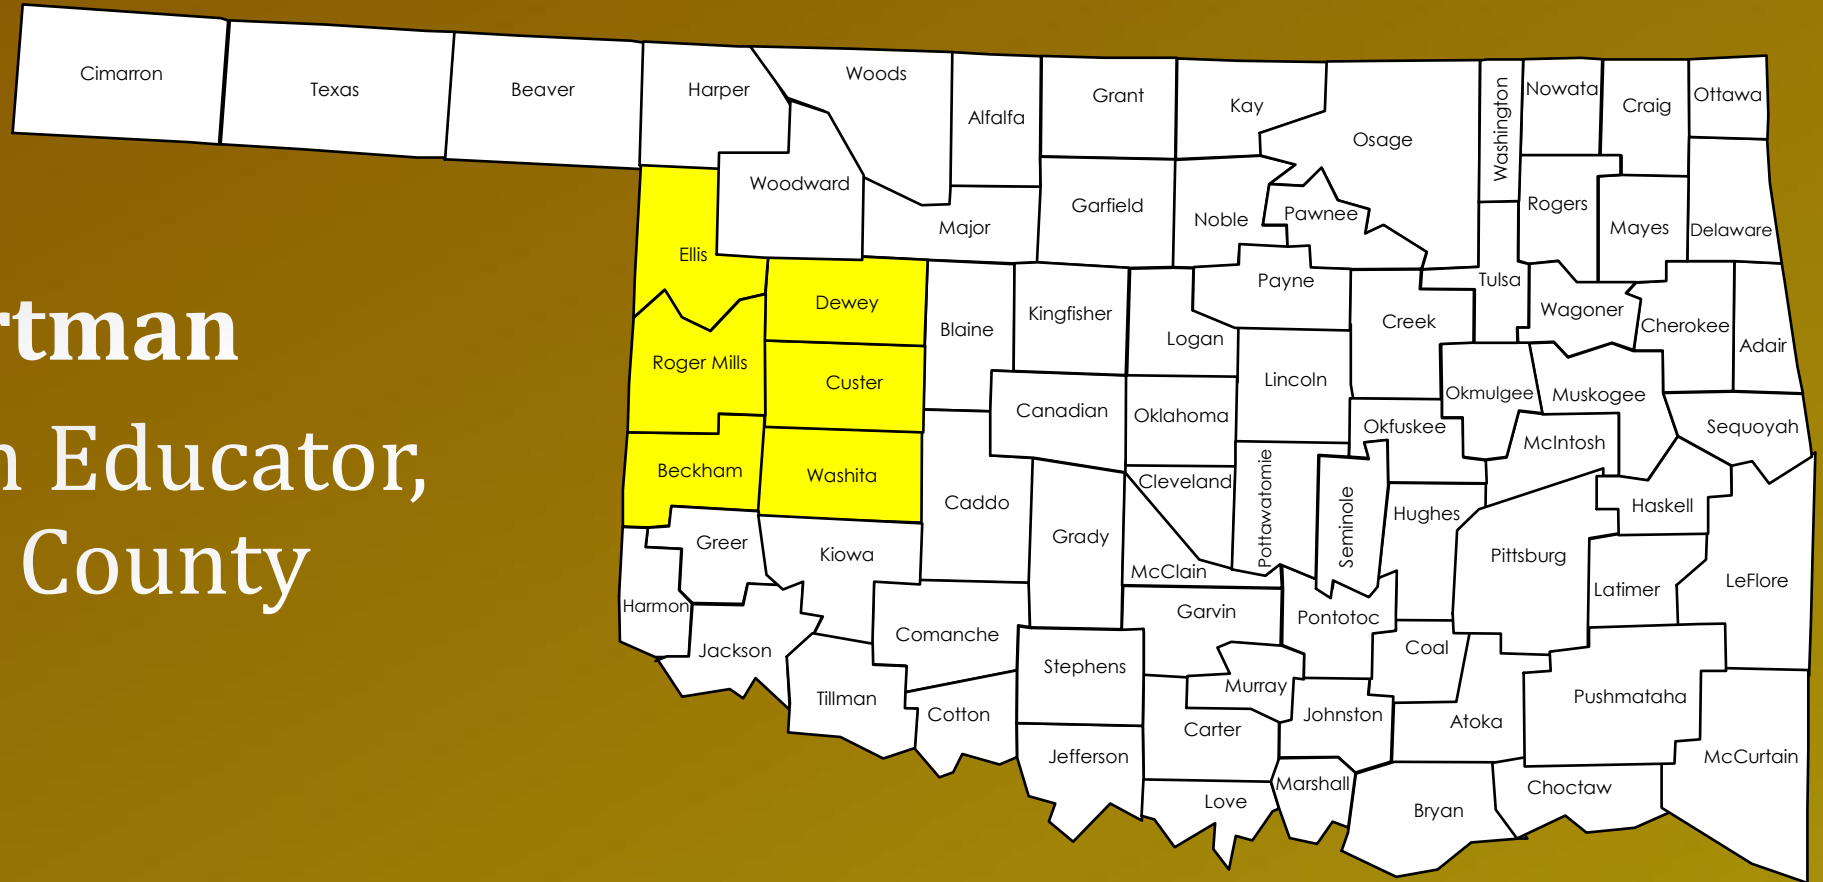 Cimarron
Texas
Beaver
Harper
Woods
Alfalfa
Grant
Kay
Osage
Washington
Nowata
Craig
Ottawa
Woodward
Major
Garfield
Noble
Pawnee
Rogers
Mayes
Delaware
Ellis
Dewey
Blaine
Kingfisher
Logan
Payne
Creek
Tulsa
Wagoner
Cherokee
Adair
rtman
Roger Mills
Custer
Canadian
Oklahoma
Lincoln
Okmulgee
Muskogee
Sequoyah
n Educator,
Beckham
Washita
Caddo
Grady
Cleveland
Pottawatomie
Seminole
Okfuskee
McIntosh
Hughes
Haskell
County
Greer
Kiowa
McClain
Pittsburg
Latimer
LeFlore
Harmon
Jackson
Comanche
Garvin
Pontotoc
Coal
Tillman
Cotton
Stephens
Murray
Johnston
Atoka
Pushmataha
Carter
Jefferson
Love
Marshall
Bryan
Choctaw
McCurtain